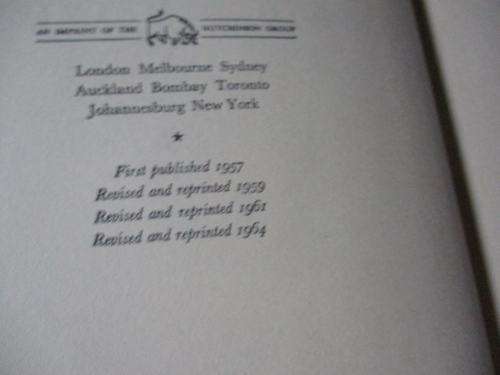 AN IMPRINT OF THE HUTCHINSON GROUP
London Melbourne Sydney
Auckland Bombay Toronto
Johannesburg New York
First published 1957
Revised and reprinted 1959
Revised and reprinted 1961
Revised and reprinted 1964